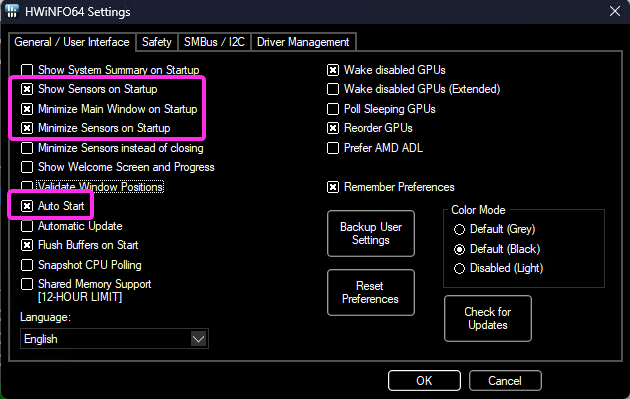 HWiNFO64 Settings
General / User Interface
Safety
SMBus / I2C
Driver Management
Show System Summary on Startup
Show Sensors on Startup
Minimize Main Window on Startup
Minimize Sensors on Startup
Minimize Sensors instead of closing
Show Welcome Screen and Progress
Validate Window Positions
Auto Start
Automatic Update
Flush Buffers on Start
Snapshot CPU Polling
Shared Memory Support
[12-HOUR LIMIT]
Language:
English
Wake disabled GPUs
Wake disabled GPUs (Extended)
Poll Sleeping GPUs
Reorder GPUs
Prefer AMD ADL
Remember Preferences
Backup User
Settings
Reset
Preferences
Color Mode
Default (Grey)
Default (Black)
Disabled (Light)
Check for
Updates
OK
Cancel